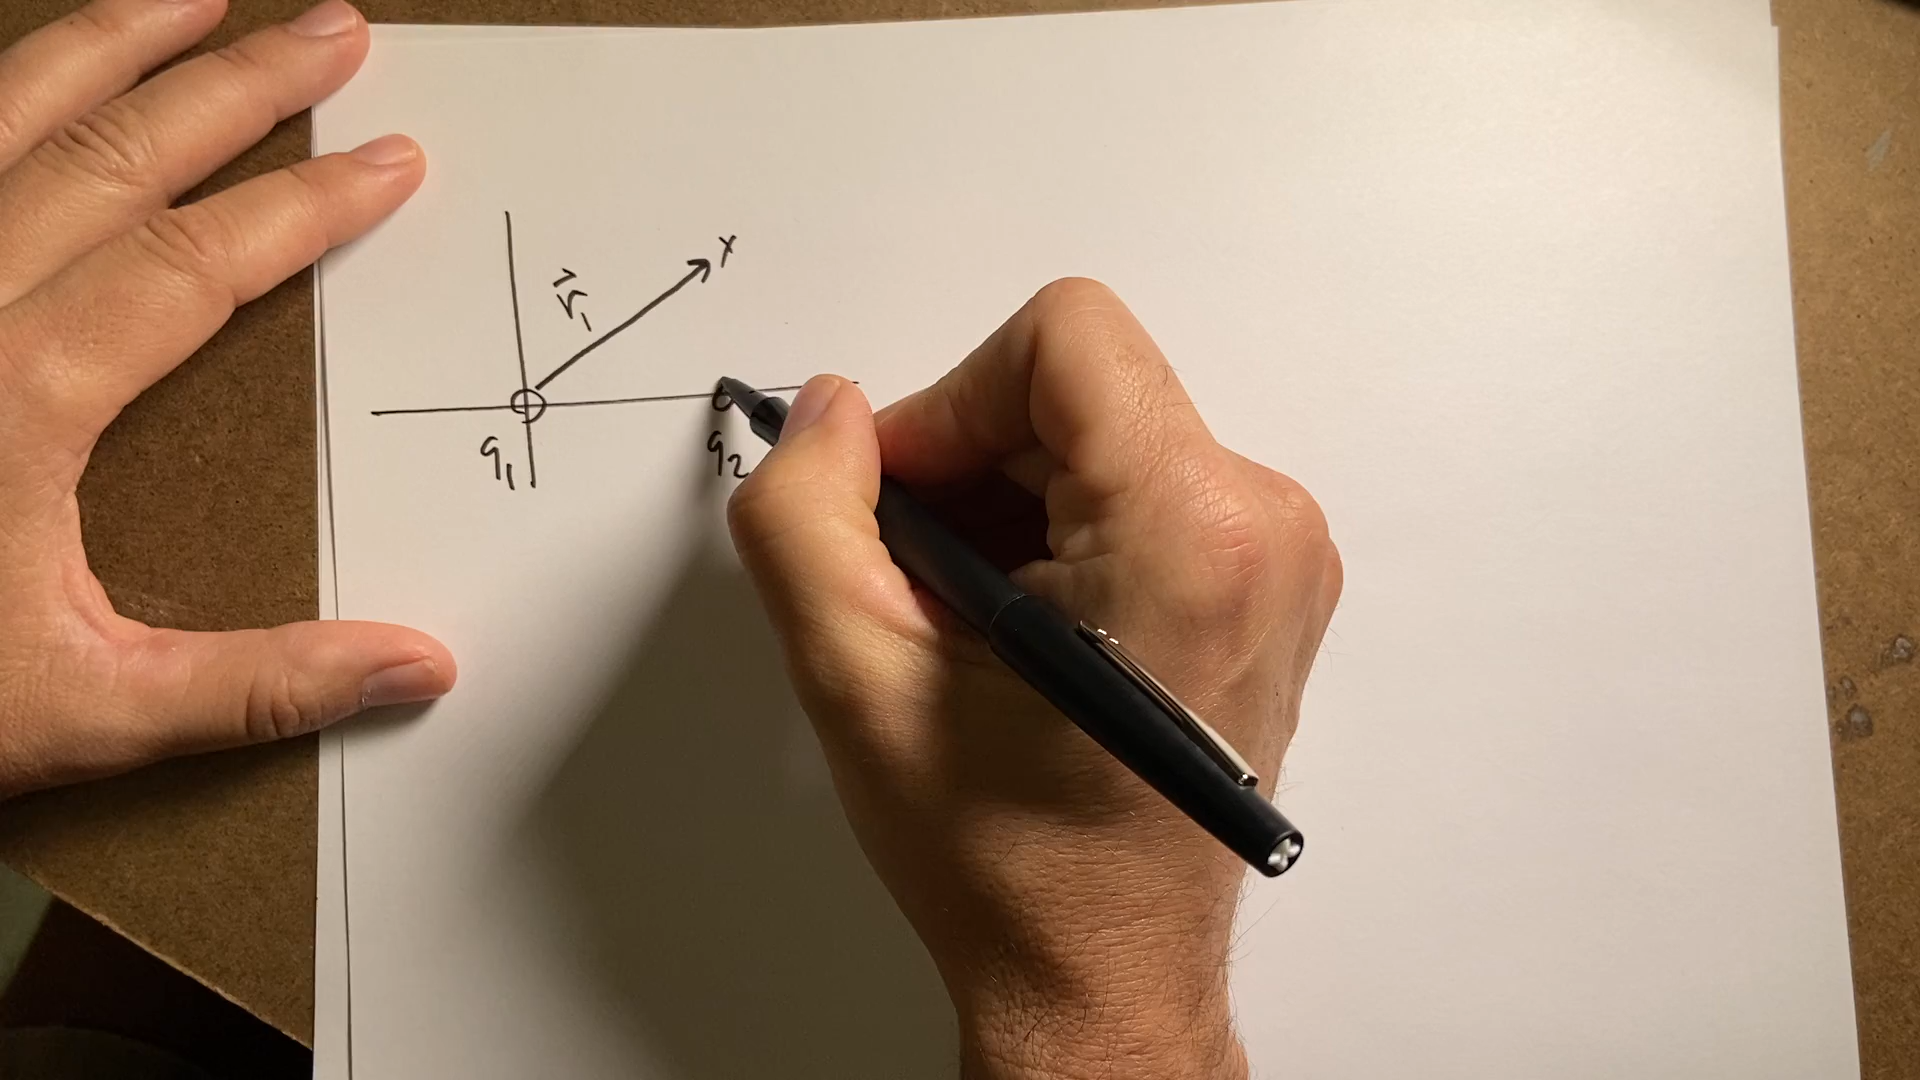 x
r⃗₁
q₁ q₂